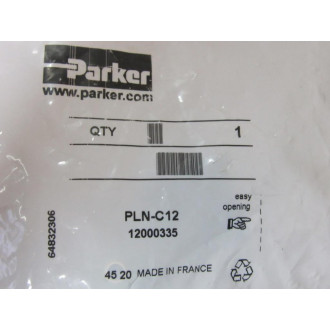 Parker
www.parker.com
QTY 1
easy
opening
PLN-C12
12000335
64832306
45 20 MADE IN FRANCE